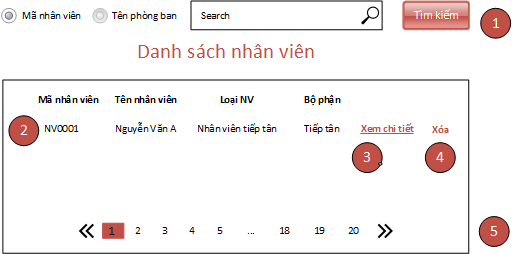 Mã nhân viên Tên phòng ban Search Tìm kiếm 1
Danh sách nhân viên
Mã nhân viên Tên nhân viên Loại NV Bộ phận
2 NV0001 Nguyễn Văn A Nhân viên tiếp tân Tiếp tân Xem chi tiết Xóa
3 4
« 1 2 3 4 5 ... 18 19 20 » 5